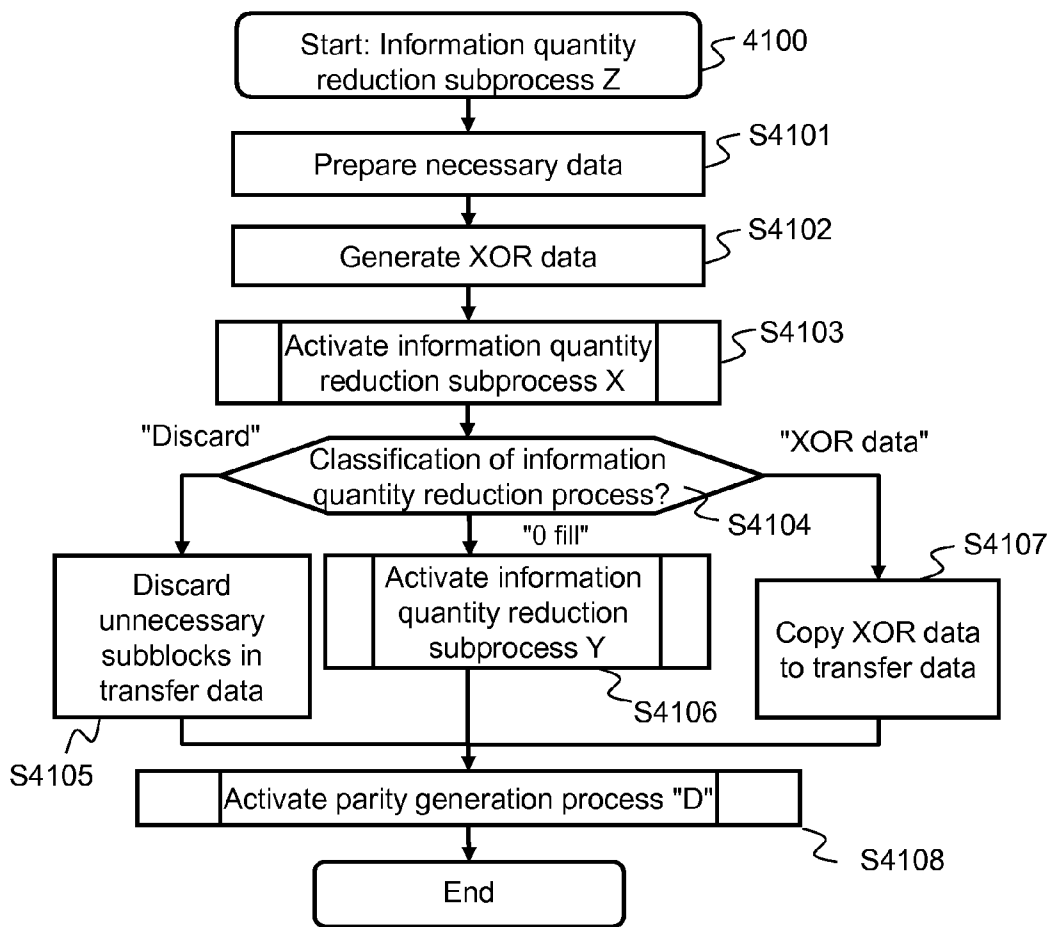 Start: Information quantity
reduction subprocess Z
4100
S4101
Prepare necessary data
S4102
Generate XOR data
S4103
Activate information quantity
reduction subprocess X
"Discard"
"XOR data"
Classification of information
quantity reduction process?
S4104
"0 fill"
S4107
Discard
unnecessary
subblocks in
transfer data
Activate information
quantity reduction
subprocess Y
Copy XOR data
to transfer data
S4106
S4105
Activate parity generation process "D"
S4108
End